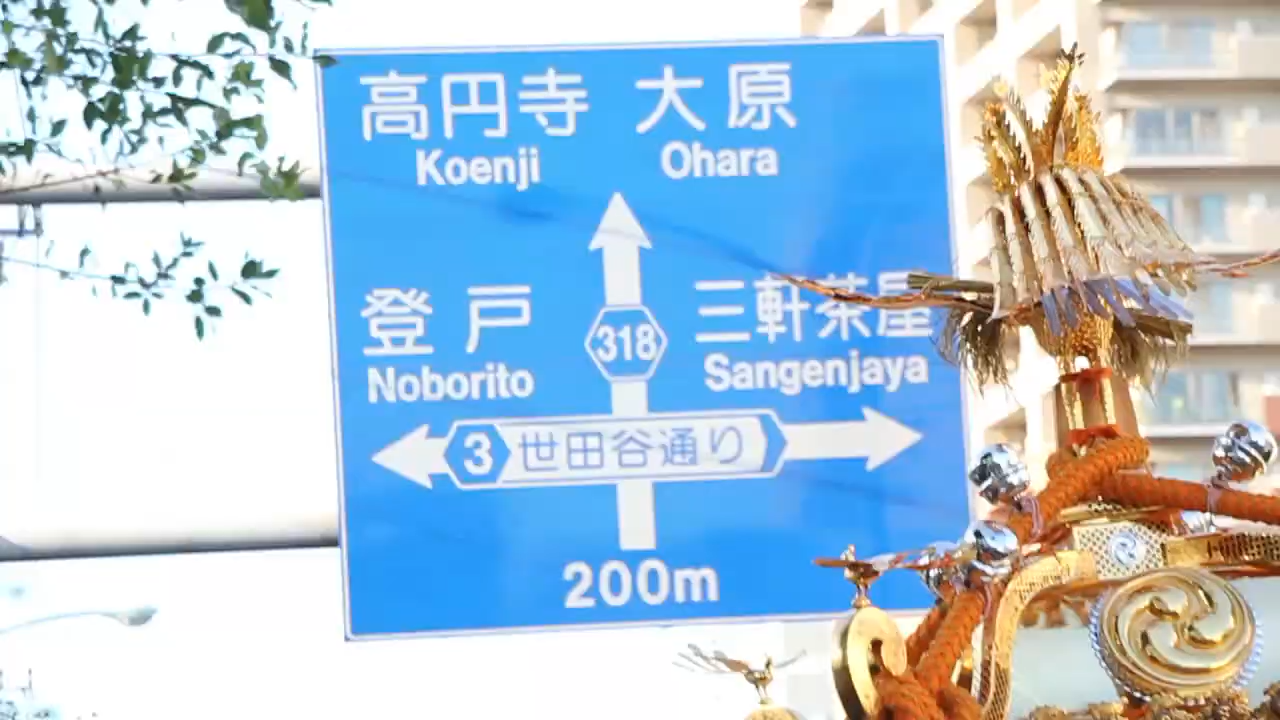 高円寺 大原
Koenji Ohara
登戸 318 三軒茶屋
Noborito Sangenjaya
3 世田谷通り
200m